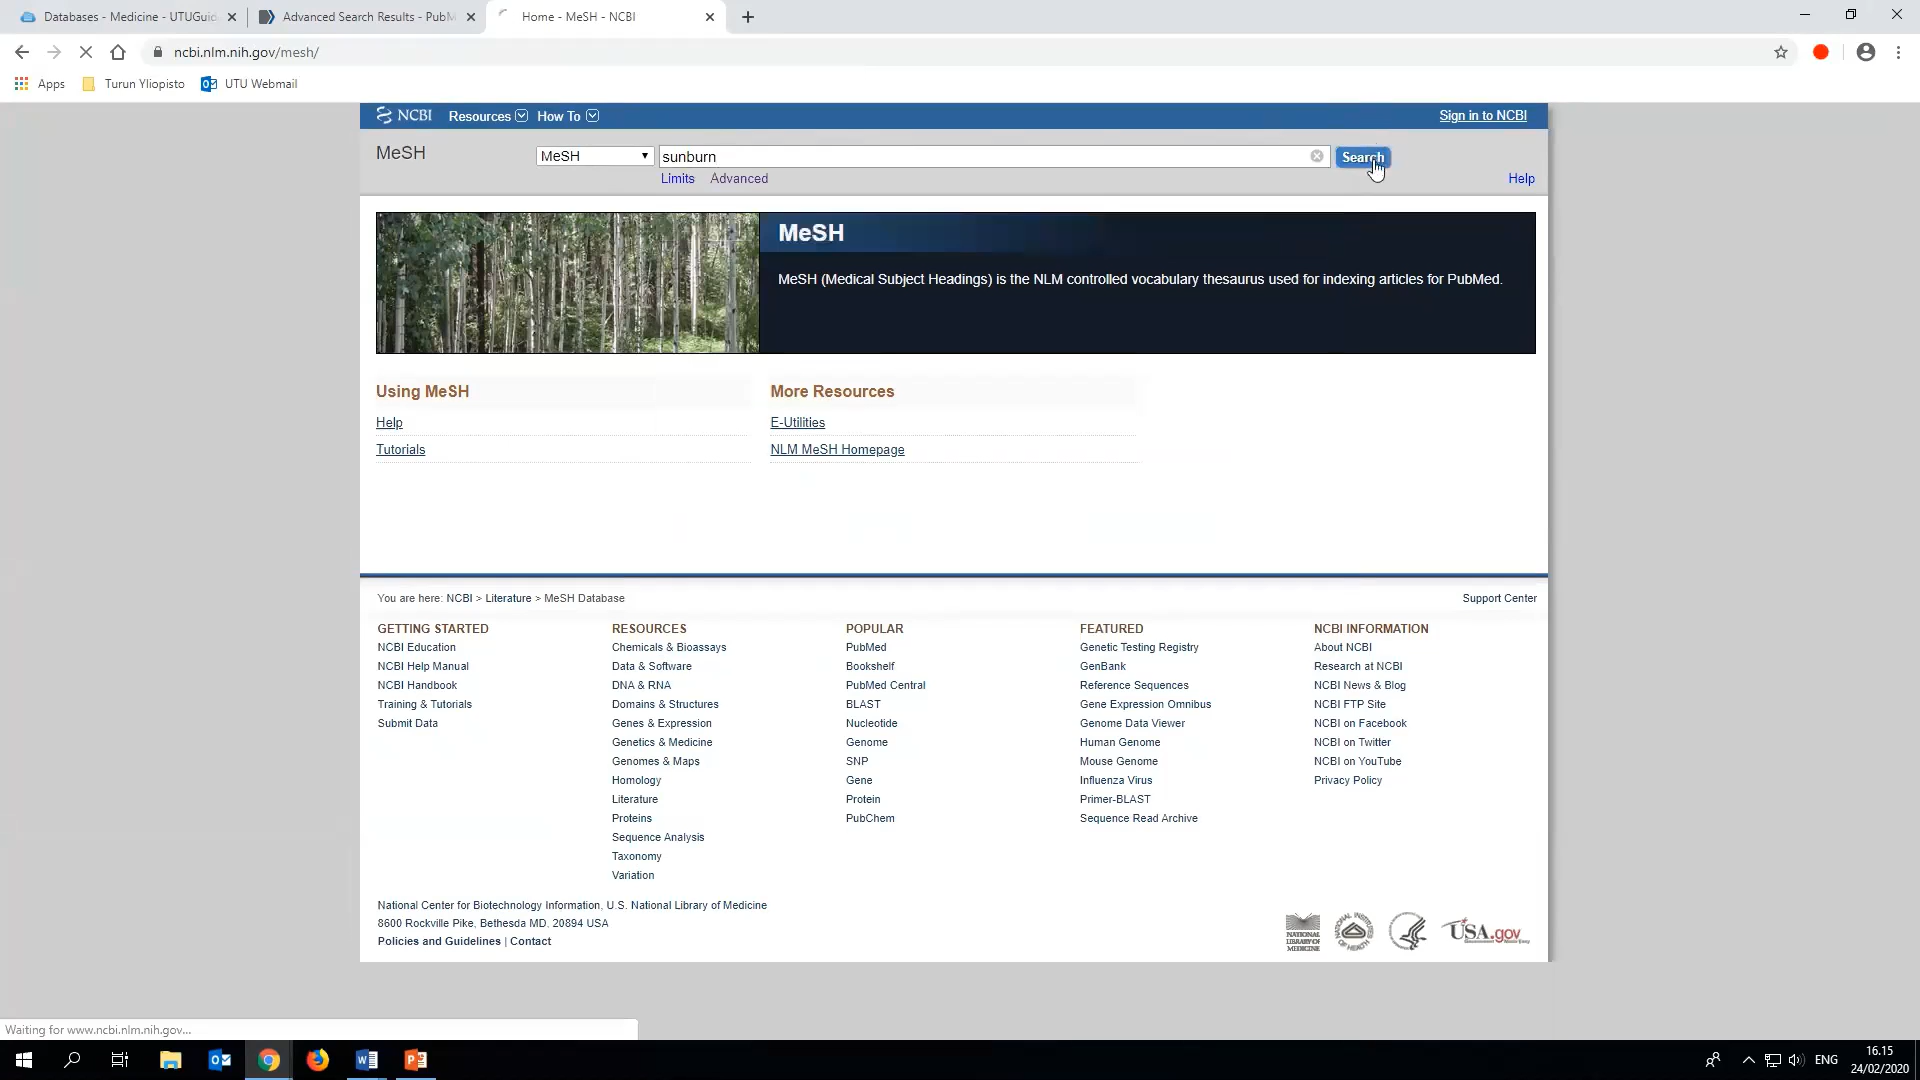 Databases - Medicine - UTUGuid
Advanced Search Results - PubM
Home - MeSH - NCBI
ncbi.nlm.nih.gov/mesh/
Apps
Turun Yliopisto
UTU Webmail
NCBI Resources How To Sign in to NCBI
MeSH MeSH sunburn Search
Limits Advanced Help
MeSH
MeSH (Medical Subject Headings) is the NLM controlled vocabulary thesaurus used for indexing articles for PubMed.
Using MeSH
Help
Tutorials
More Resources
E-Utilities
NLM MeSH Homepage
You are here: NCBI > Literature > MeSH Database
Support Center
GETTING STARTED
NCBI Education
NCBI Help Manual
NCBI Handbook
Training & Tutorials
Submit Data
RESOURCES
Chemicals & Bioassays
Data & Software
DNA & RNA
Domains & Structures
Genes & Expression
Genetics & Medicine
Genomes & Maps
Homology
Literature
Proteins
Sequence Analysis
Taxonomy
Variation
POPULAR
PubMed
Bookshelf
PubMed Central
BLAST
Nucleotide
Genome
SNP
Gene
Protein
PubChem
FEATURED
Genetic Testing Registry
GenBank
Reference Sequences
Gene Expression Omnibus
Genome Data Viewer
Human Genome
Mouse Genome
Influenza Virus
Primer-BLAST
Sequence Read Archive
NCBI INFORMATION
About NCBI
Research at NCBI
NCBI News & Blog
NCBI FTP Site
NCBI on Facebook
NCBI on Twitter
NCBI on YouTube
Privacy Policy
National Center for Biotechnology Information, U.S. National Library of Medicine
8600 Rockville Pike, Bethesda MD, 20894 USA
Policies and Guidelines | Contact
NATIONAL
LIBRARY OF
MEDICINE
USA.gov
Waiting for www.ncbi.nlm.nih.gov...
ENG
16.15
24/02/2020